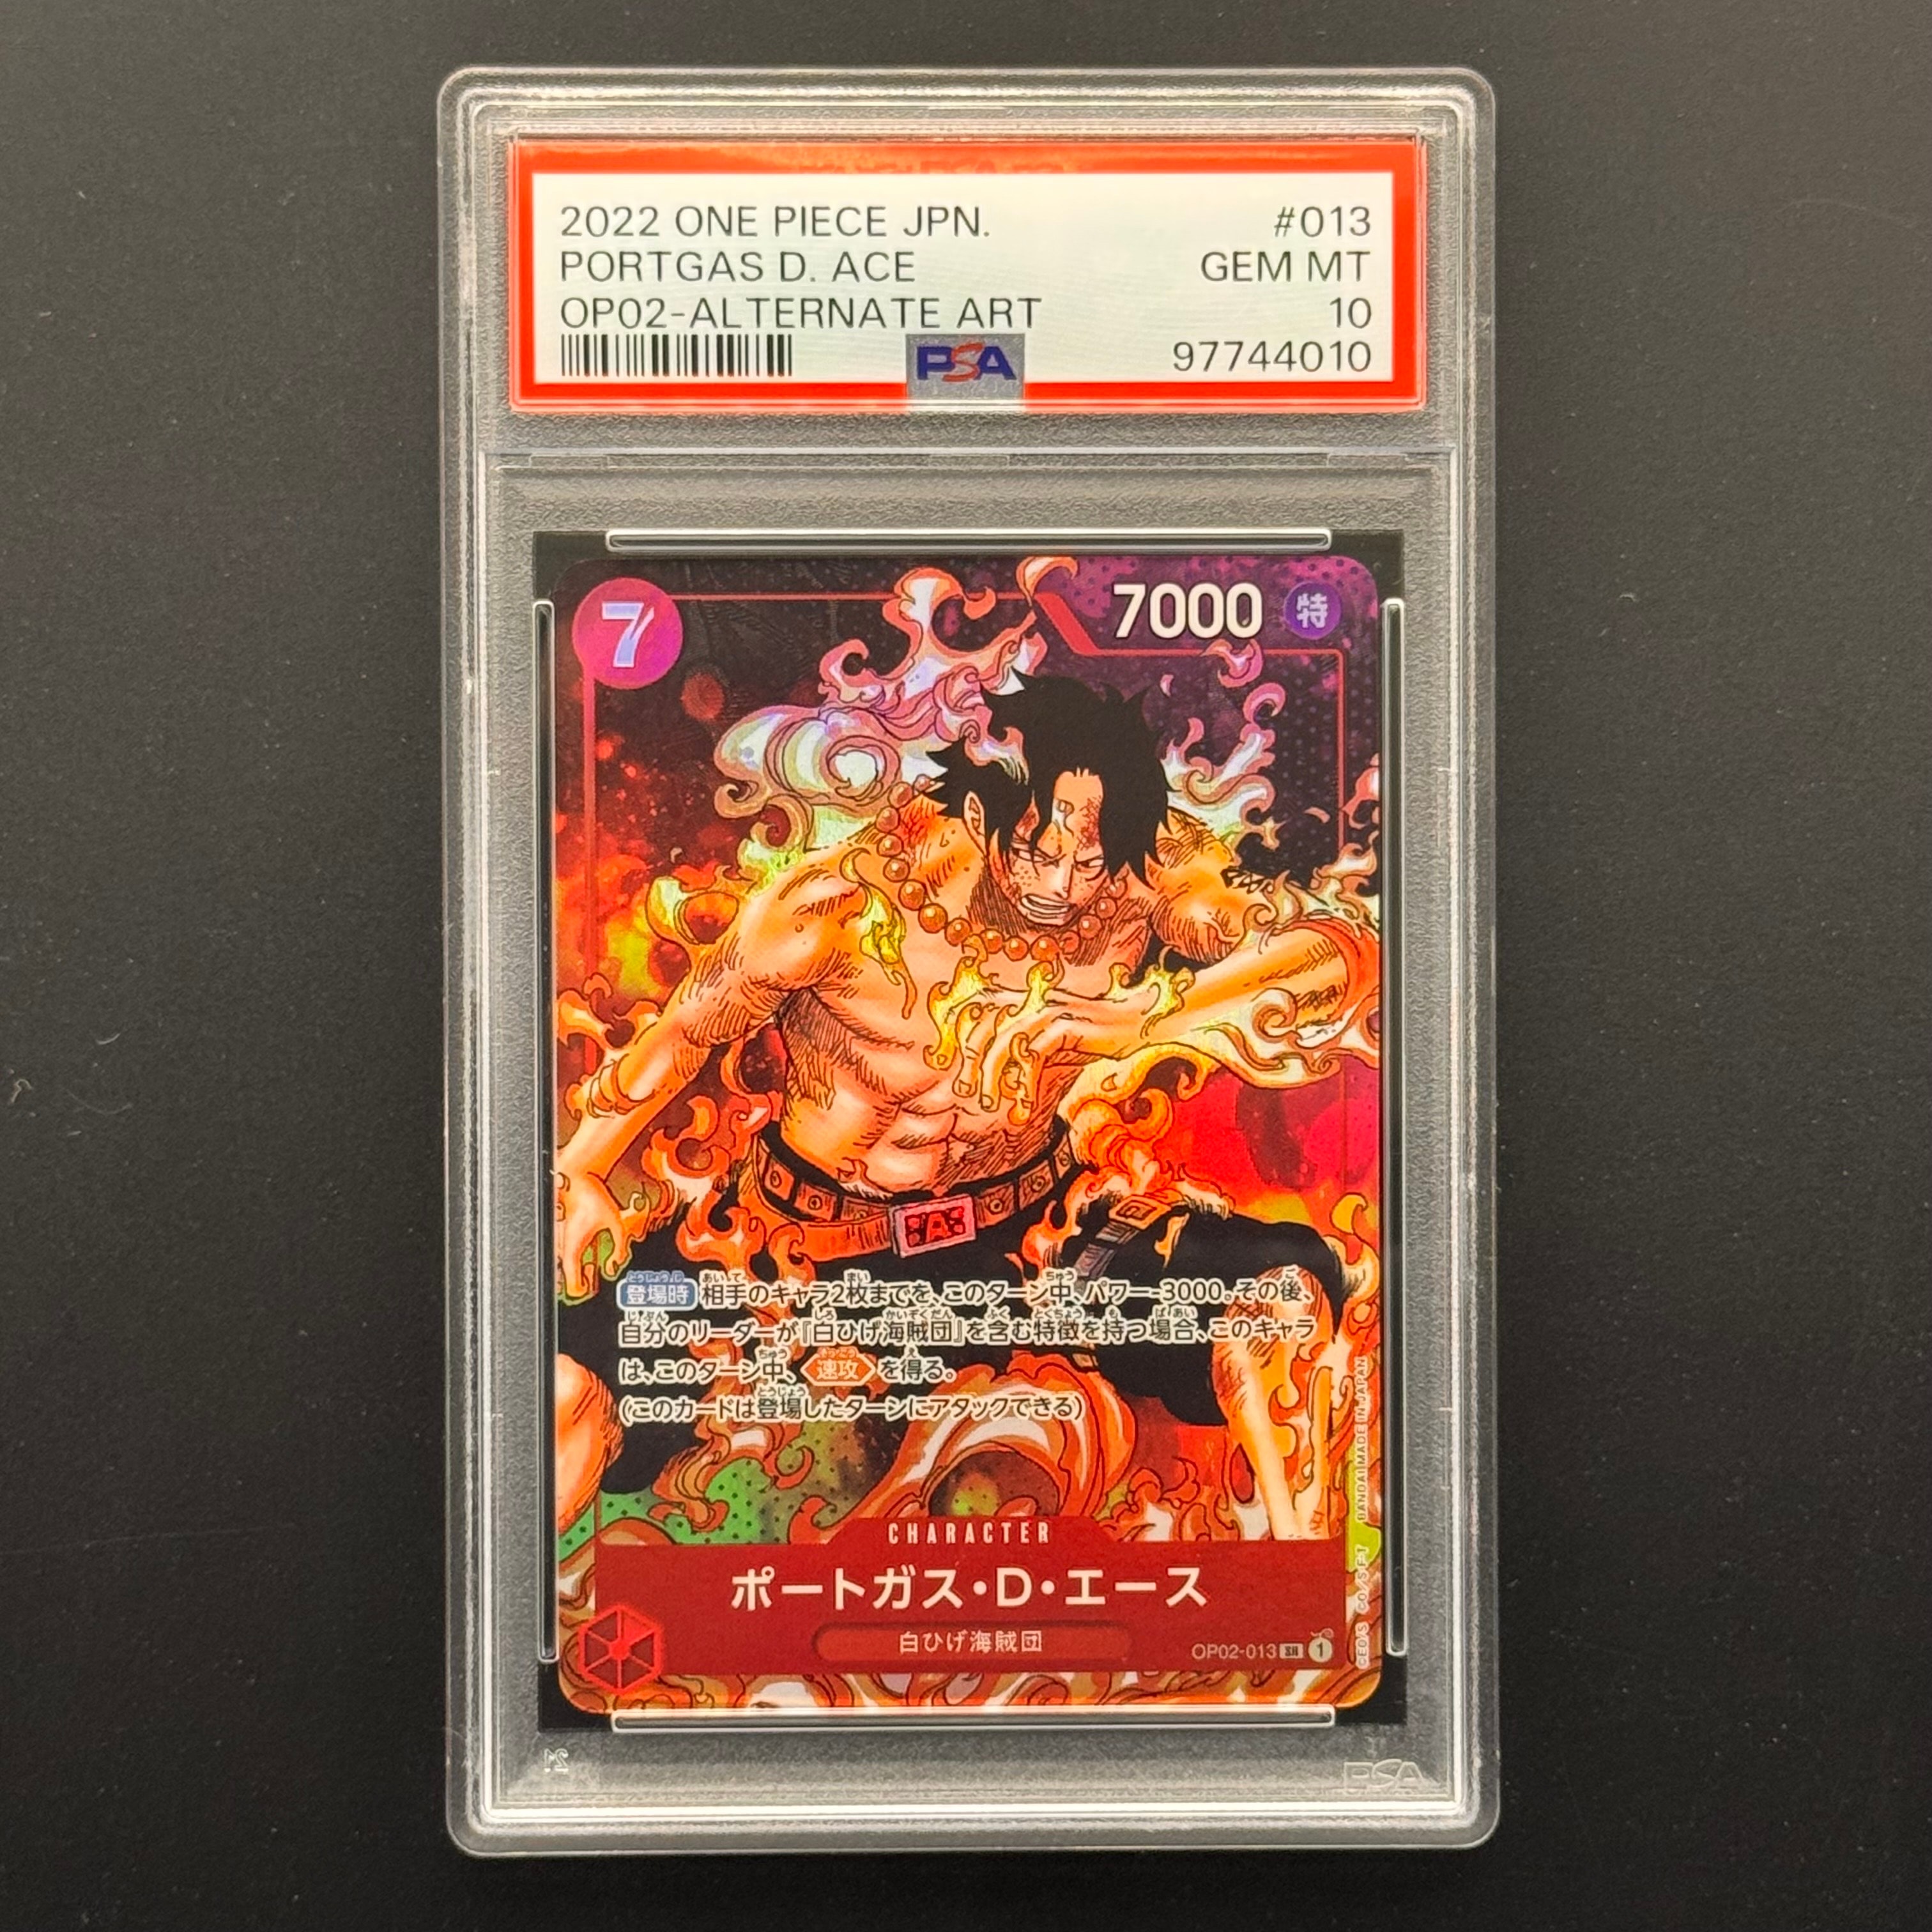 2022 ONE PIECE JPN. #013
PORTGAS D. ACE GEM MT
OP02-ALTERNATE ART 10
PSA 97744010
7
7000 特
A
登場時 相手のキャラ2枚までを、このターン中、パワー-3000。その後、
自分のリーダーが『白ひげ海賊団』を含む特徴を持つ場合、このキャラ
は、このターン中、速攻を得る。
(このカードは登場したターンにアタックできる)
CHARACTER
ポートガス・D・エース
白ひげ海賊団
OP02-013 SR 1
©E.O/S. C.O/S・F・T BANDAI MADE IN JAPAN
PSA